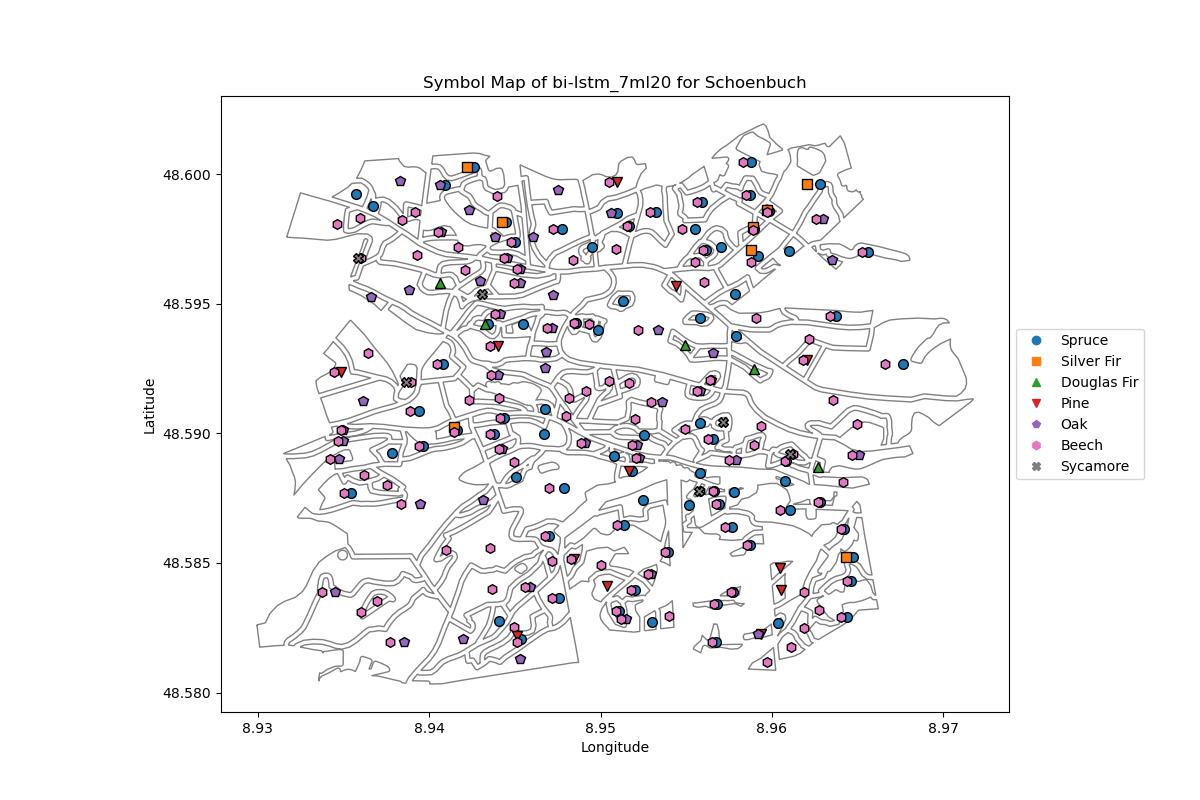 Symbol Map of bi-lstm_7ml20 for Schoenbuch
48.600
48.595
48.590
48.585
48.580
Latitude
8.93 8.94 8.95 8.96 8.97
Longitude
Spruce
Silver Fir
Douglas Fir
Pine
Oak
Beech
Sycamore